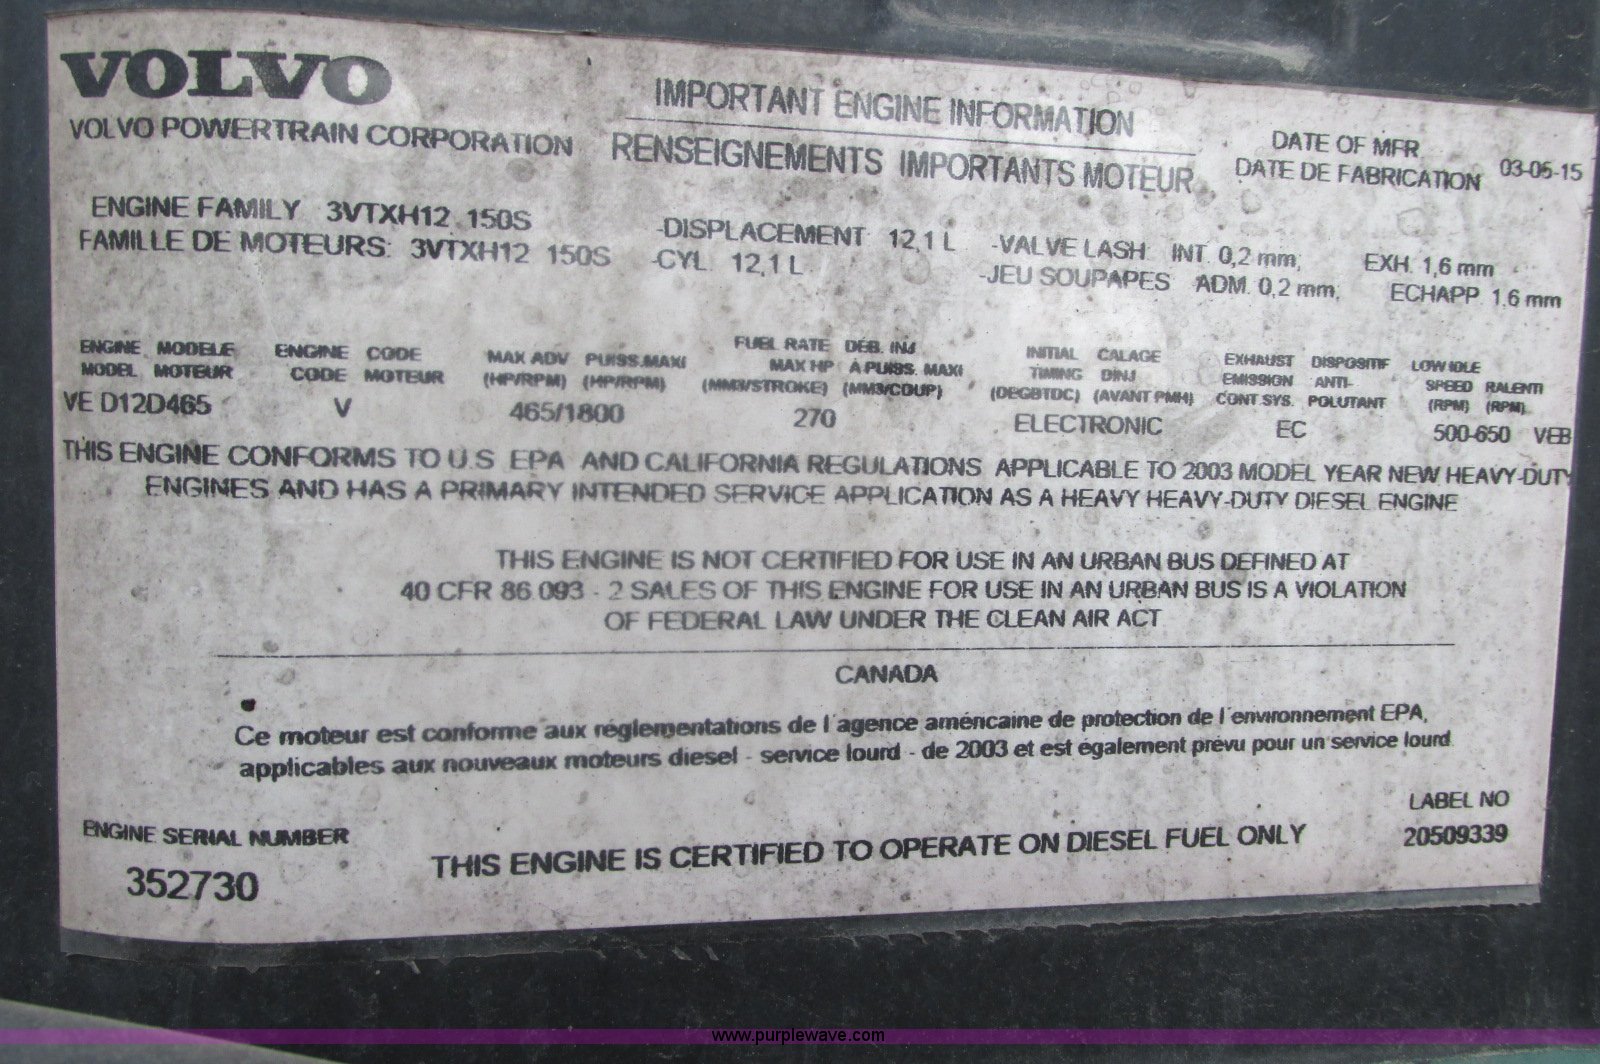 VOLVO
VOLVO POWERTRAIN CORPORATION
IMPORTANT ENGINE INFORMATION
RENSEIGNEMENTS IMPORTANTS MOTEUR
DATE OF MFR
DATE DE FABRICATION 03-05-15
ENGINE FAMILY 3VTXH12 150S
FAMILLE DE MOTEURS: 3VTXH12 150S
-DISPLACEMENT 12,1 L
-CYL. 12,1 L
-VALVE LASH: INT. 0,2 mm; EXH. 1,6 mm
-JEU SOUPAPES ADM. 0,2 mm; ECHAPP. 1,6 mm
ENGINE MODELE
MODEL MOTEUR
VE D12D465
ENGINE CODE
CODE MOTEUR
V
MAX ADV PUISS.MAXI
(HP/RPM) (HP/RPM)
465/1800
FUEL RATE DÉB. INJ.
MAX HP À PUISS. MAXI
(MM3/STROKE) (MM3/COUP)
270
INITIAL CALAGE
TIMING D'INJ
(DEGBTDC) (AVANT PMH)
ELECTRONIC
EXHAUST DISPOSITIF
EMISSION ANTI-
CONT.SYS. POLUTANT
EC
LOW IDLE
SPEED RALENTI
(RPM) (RPM)
500-650 VEB
THIS ENGINE CONFORMS TO U.S EPA AND CALIFORNIA REGULATIONS APPLICABLE TO 2003 MODEL YEAR NEW HEAVY-DUTY
ENGINES AND HAS A PRIMARY INTENDED SERVICE APPLICATION AS A HEAVY HEAVY-DUTY DIESEL ENGINE
THIS ENGINE IS NOT CERTIFIED FOR USE IN AN URBAN BUS DEFINED AT
40 CFR 86 093 - 2 SALES OF THIS ENGINE FOR USE IN AN URBAN BUS IS A VIOLATION
OF FEDERAL LAW UNDER THE CLEAN AIR ACT
CANADA
Ce moteur est conforme aux réglementations de l'agence américaine de protection de l'environnement EPA,
applicables aux nouveaux moteurs diesel - service lourd - de 2003 et est également prévu pour un service lourd
ENGINE SERIAL NUMBER
352730
THIS ENGINE IS CERTIFIED TO OPERATE ON DIESEL FUEL ONLY
LABEL NO
20509339
www.purplewave.com